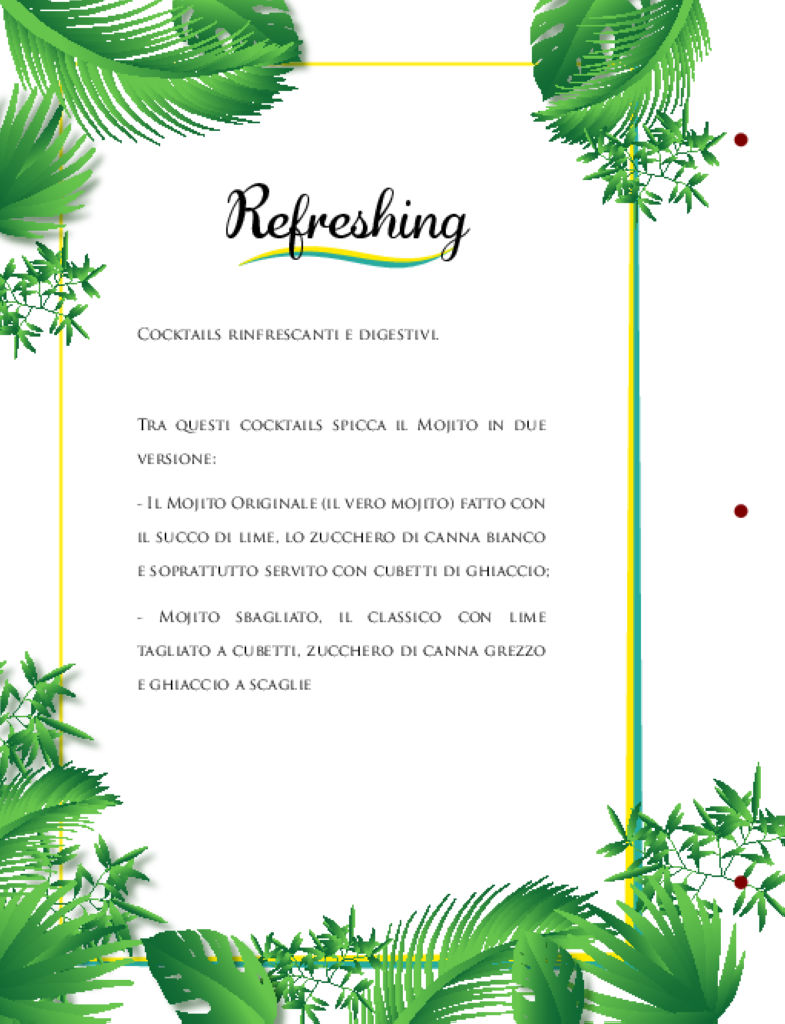 Refreshing
Cocktails rinfrescanti e digestivi.
Tra questi cocktails spicca il Mojito in due
versione:
- Il Mojito Originale (il vero mojito) fatto con
il succo di lime, lo zucchero di canna bianco
e soprattutto servito con cubetti di ghiaccio;
- Mojito sbagliato, il classico con lime
tagliato a cubetti, zucchero di canna grezzo
e ghiaccio a scaglie